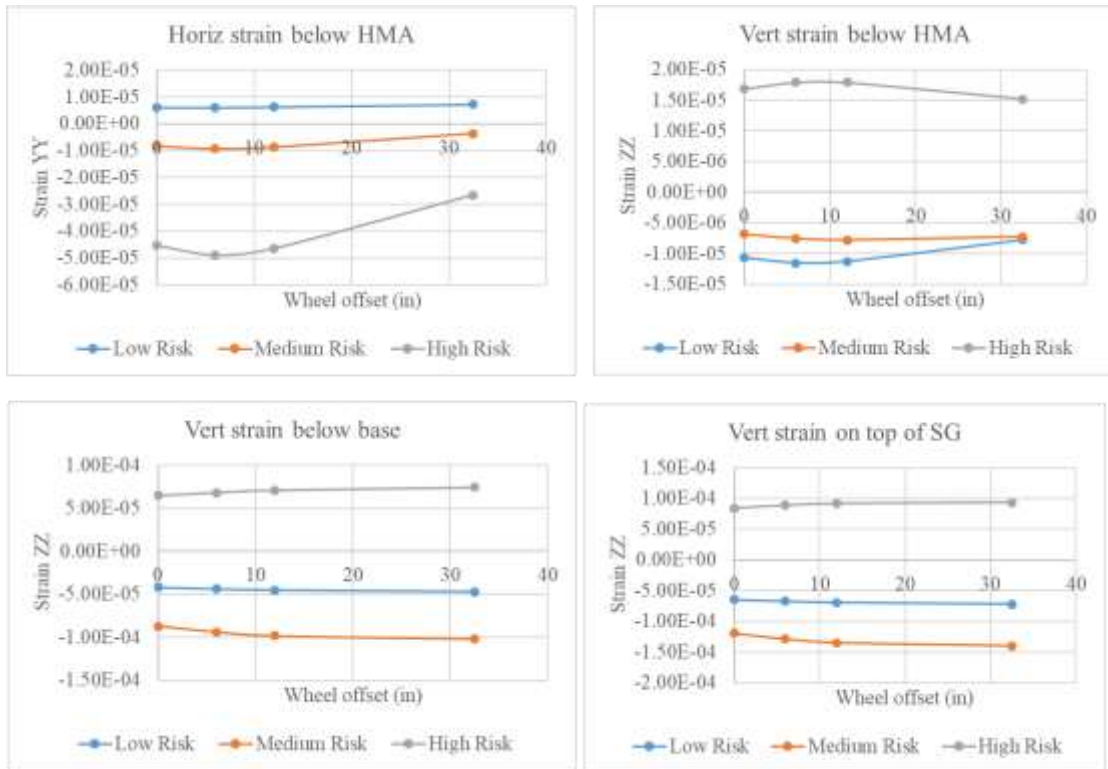 Horiz strain below HMA
2.00E-05
1.00E-05
0.00E+00
-1.00E-05
-2.00E-05
-3.00E-05
-4.00E-05
-5.00E-05
-6.00E-05
0 10 20 30 40
Strain YY
Wheel offset (in)
Low Risk Medium Risk High Risk
Vert strain below HMA
2.00E-05
1.50E-05
1.00E-05
5.00E-06
0.00E+00
-5.00E-06
-1.00E-05
-1.50E-05
0 10 20 30 40
Strain ZZ
Wheel offset (in)
Low Risk Medium Risk High Risk
Vert strain below base
1.00E-04
5.00E-05
0.00E+00
-5.00E-05
-1.00E-04
-1.50E-04
0 10 20 30 40
Strain ZZ
Wheel offset (in)
Low Risk Medium Risk High Risk
Vert strain on top of SG
1.50E-04
1.00E-04
5.00E-05
0.00E+00
-5.00E-05
-1.00E-04
-1.50E-04
-2.00E-04
0 10 20 30 40
Strain ZZ
Wheel offset (in)
Low Risk Medium Risk High Risk